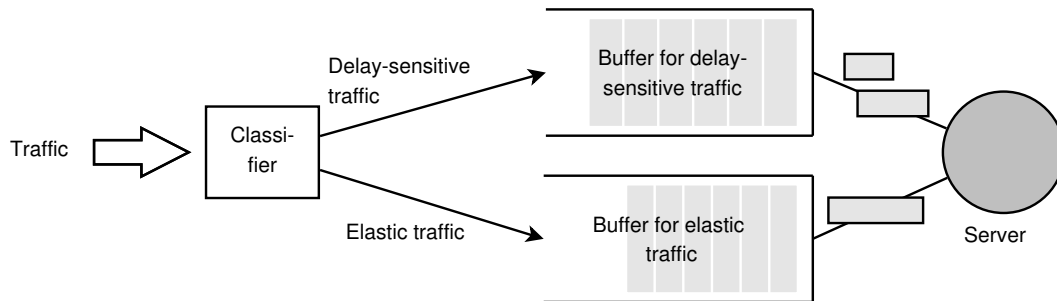 Traffic
Classi-
fier
Delay-sensitive
traffic
Elastic traffic
Buffer for delay-
sensitive traffic
Buffer for elastic
traffic
Server